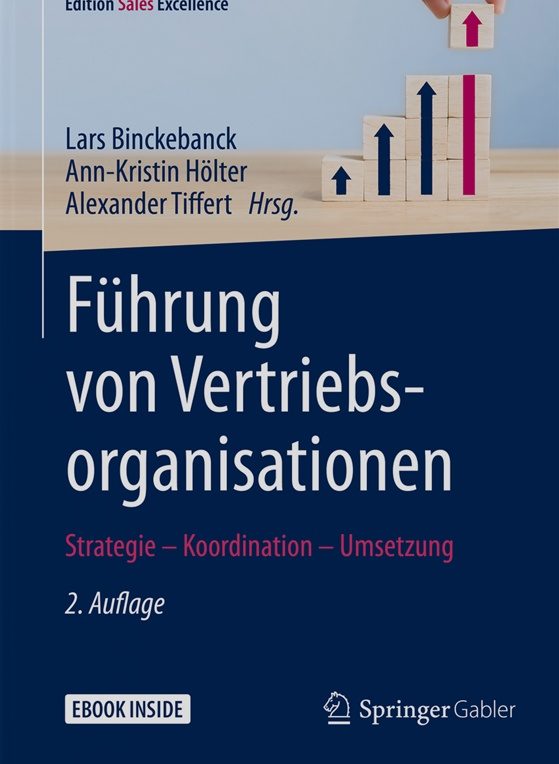 Edition Sales Excellence
Lars Binckebanck
Ann-Kristin Hölter
Alexander Tiffert Hrsg.
Führung
von Vertriebs-
organisationen
Strategie – Koordination – Umsetzung
2. Auflage
EBOOK INSIDE
Springer Gabler